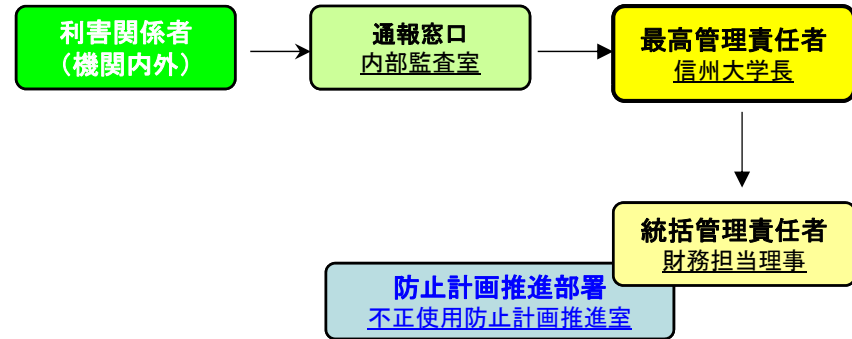 利害関係者
（機関内外）
通報窓口
内部監査室
最高管理責任者
信州大学長
統括管理責任者
財務担当理事
防止計画推進部署
不正使用防止計画推進室